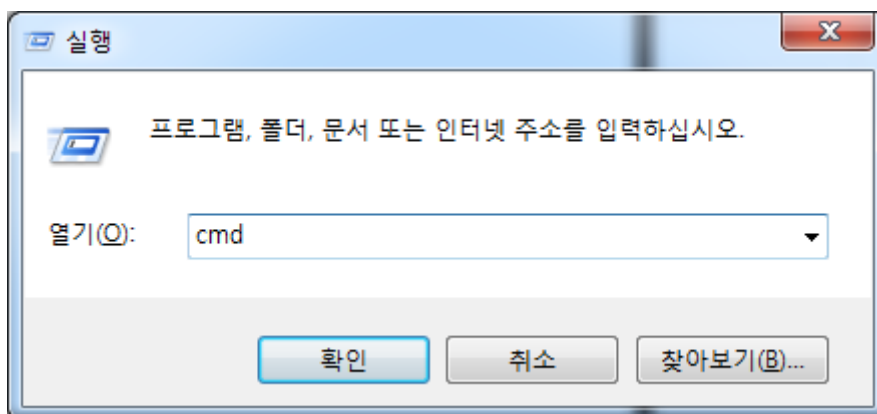 실행
프로그램, 폴더, 문서 또는 인터넷 주소를 입력하십시오.
열기(O): cmd
확인 취소 찾아보기(B)...